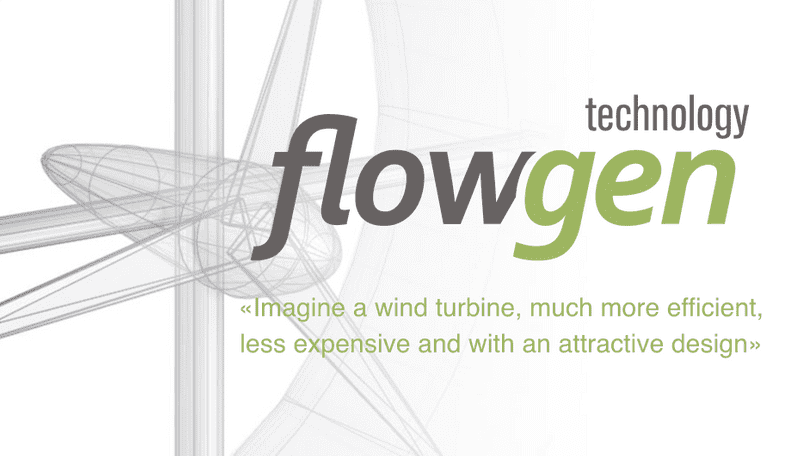 technology
flowgen
«Imagine a wind turbine, much more efficient,
less expensive and with an attractive design»